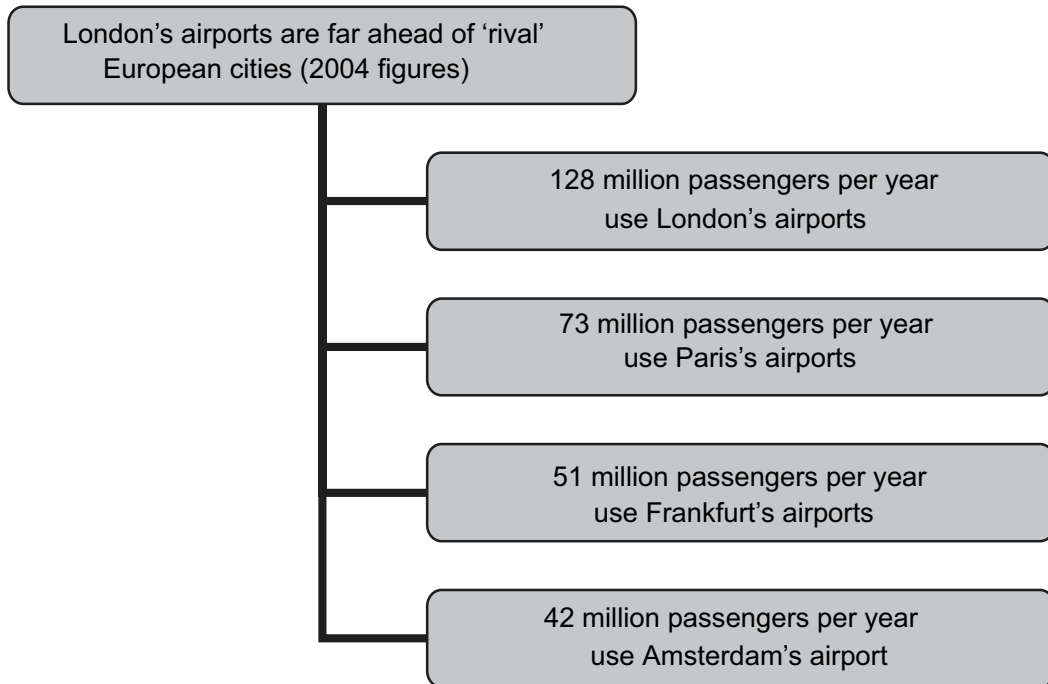 London’s airports are far ahead of ‘rival’
European cities (2004 figures)
128 million passengers per year
use London’s airports
73 million passengers per year
use Paris’s airports
51 million passengers per year
use Frankfurt’s airports
42 million passengers per year
use Amsterdam’s airport